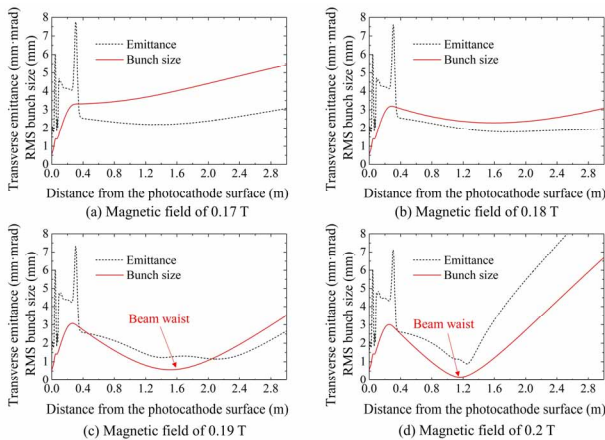 Transverse emittance (mm·mrad)
RMS bunch size (mm)
8
7
6
5
4
3
2
1
0
Emittance
Bunch size
0.0 0.4 0.8 1.2 1.6 2.0 2.4 2.8
Distance from the photocathode surface (m)
(a) Magnetic field of 0.17 T
Transverse emittance (mm·mrad)
RMS bunch size (mm)
8
7
6
5
4
3
2
1
0
Emittance
Bunch size
0.0 0.4 0.8 1.2 1.6 2.0 2.4 2.8
Distance from the photocathode surface (m)
(b) Magnetic field of 0.18 T
Transverse emittance (mm·mrad)
RMS bunch size (mm)
8
7
6
5
4
3
2
1
0
Emittance
Bunch size
Beam waist
0.0 0.4 0.8 1.2 1.6 2.0 2.4 2.8
Distance from the photocathode surface (m)
(c) Magnetic field of 0.19 T
Transverse emittance (mm·mrad)
RMS bunch size (mm)
8
7
6
5
4
3
2
1
0
Emittance
Bunch size
Beam waist
0.0 0.4 0.8 1.2 1.6 2.0 2.4 2.8
Distance from the photocathode surface (m)
(d) Magnetic field of 0.2 T